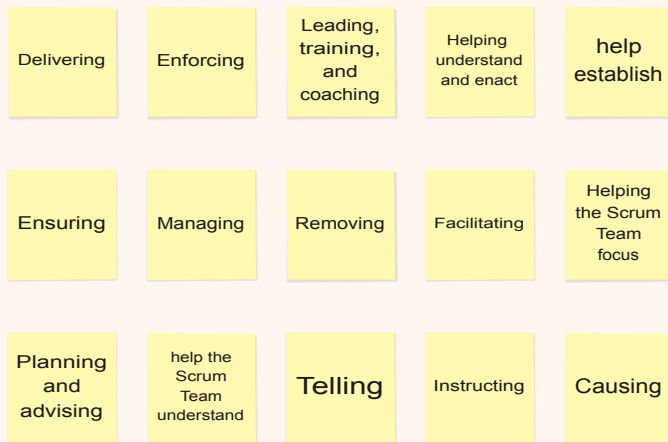 Delivering
Enforcing
Leading,
training,
and
coaching
Helping
understand
and enact
help
establish
Ensuring
Managing
Removing
Facilitating
Helping
the Scrum
Team
focus
Planning
and
advising
help the
Scrum
Team
understand
Telling
Instructing
Causing